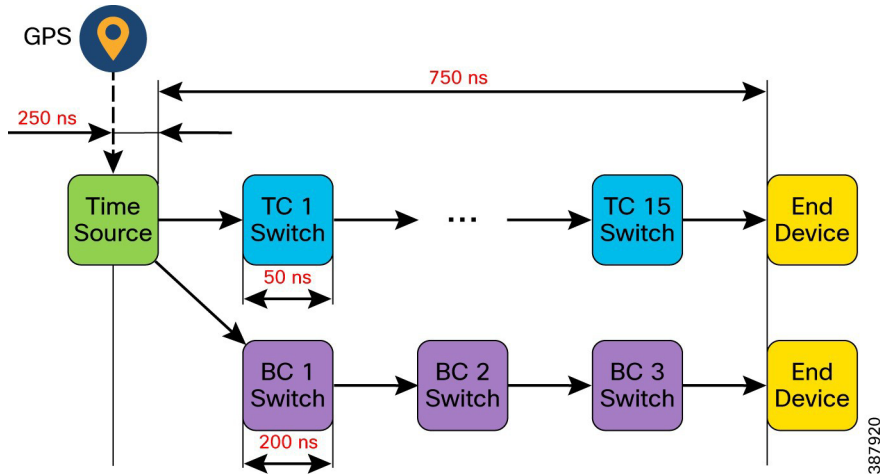 GPS
750 ns
250 ns
Time
Source
TC 1
Switch
...
TC 15
Switch
End
Device
50 ns
BC 1
Switch
BC 2
Switch
BC 3
Switch
End
Device
200 ns
387920